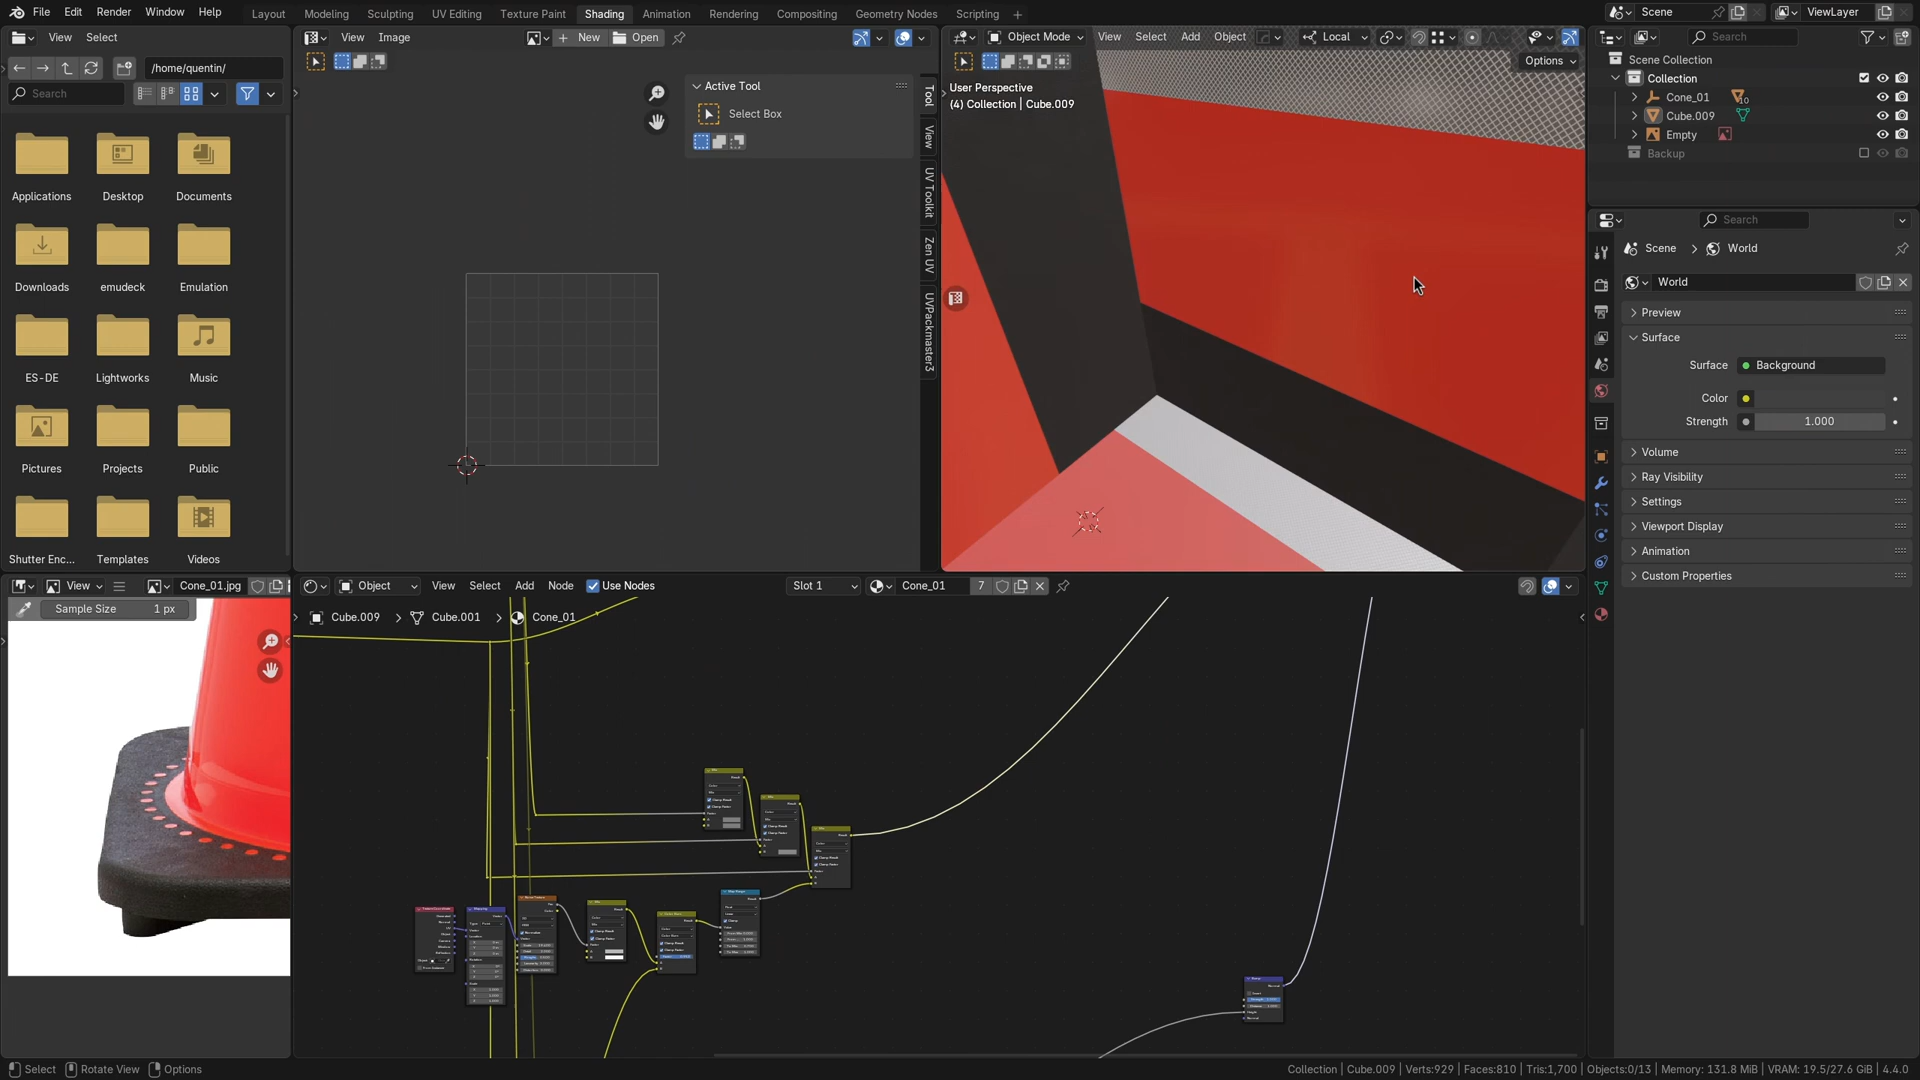 File Edit Render Window Help
Layout Modeling Sculpting UV Editing Texture Paint Shading Animation Rendering Compositing Geometry Nodes Scripting +
Scene
ViewLayer
View Select
/home/quentin/
Search
Applications Desktop Documents
Downloads emudeck Emulation
ES-DE Lightworks Music
Pictures Projects Public
Shutter Enc... Templates Videos
View Image
New
Open
Active Tool
Select Box
Tool
View
UV Toolkit
Zen UV
UVPackmaster3
Object Mode
View Select Add Object
Local
Options
User Perspective
(4) Collection | Cube.009
Search
Scene Collection
Collection
Cone_01
10
Cube.009
Empty
Backup
Search
Scene > World
World
Preview
Surface
Surface Background
Color
Strength 1.000
Volume
Ray Visibility
Settings
Viewport Display
Animation
Custom Properties
View
Cone_01.jpg
Sample Size 1 px
Object
View Select Add Node
Use Nodes
Slot 1
Cone_01
7
Cube.009 > Cube.001 > Cone_01
Select Rotate View Options
Collection | Cube.009 | Verts:929 | Faces:810 | Tris:1,700 | Objects:0/13 | Memory: 131.8 MiB | VRAM: 19.5/27.6 GiB | 4.4.0